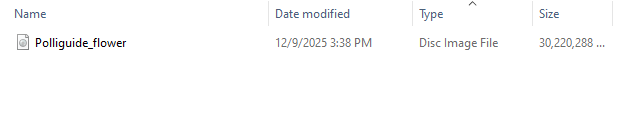 Name Date modified Type Size
Polliguide_flower 12/9/2025 3:38 PM Disc Image File 30,220,288 ...